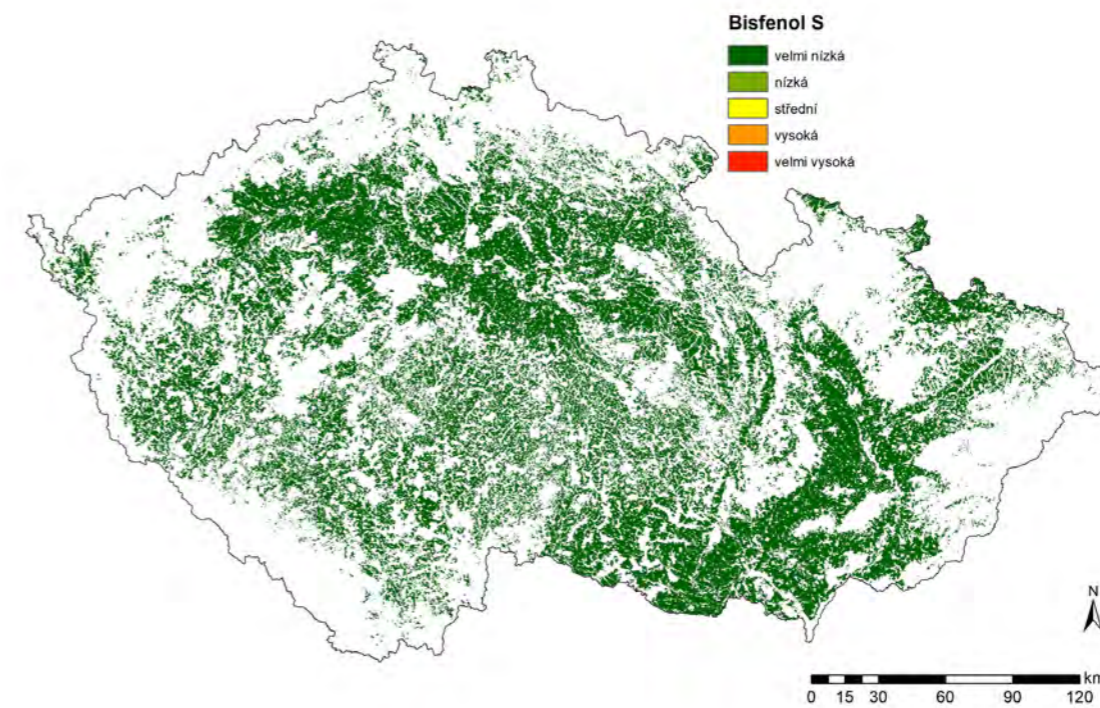 Bisfenol S
velmi nízká
nízká
střední
vysoká
velmi vysoká
N
km
0 15 30 60 90 120